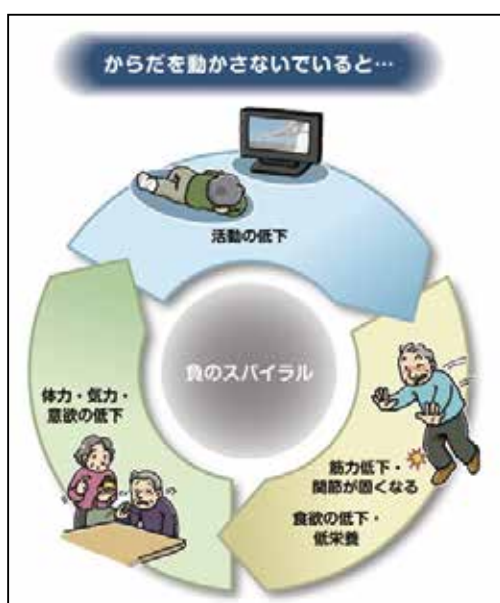 からだを動かさないでいると…
活動の低下
負のスパイラル
筋力低下・
関節が固くなる
食欲の低下・
低栄養
体力・気力・
意欲の低下